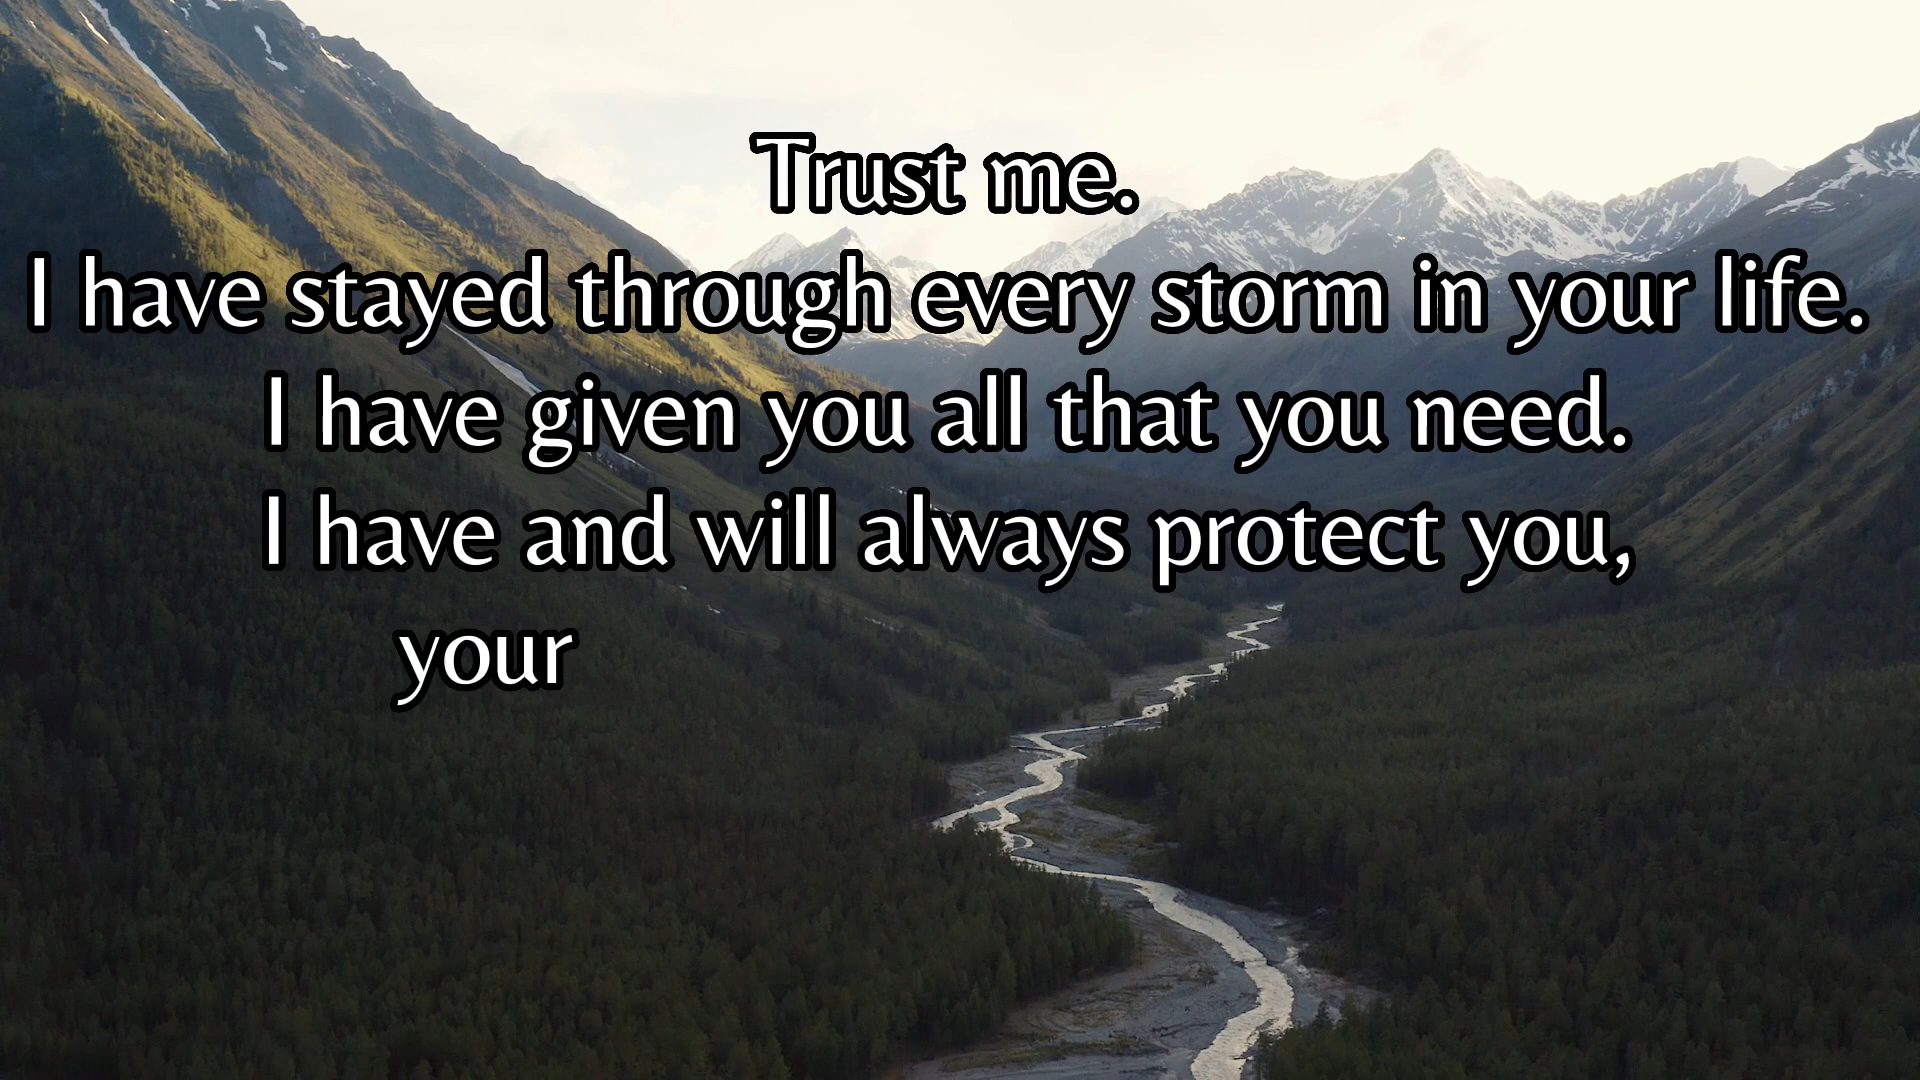 Trust me.
I have stayed through every storm in your life.
I have given you all that you need.
I have and will always protect you,
your